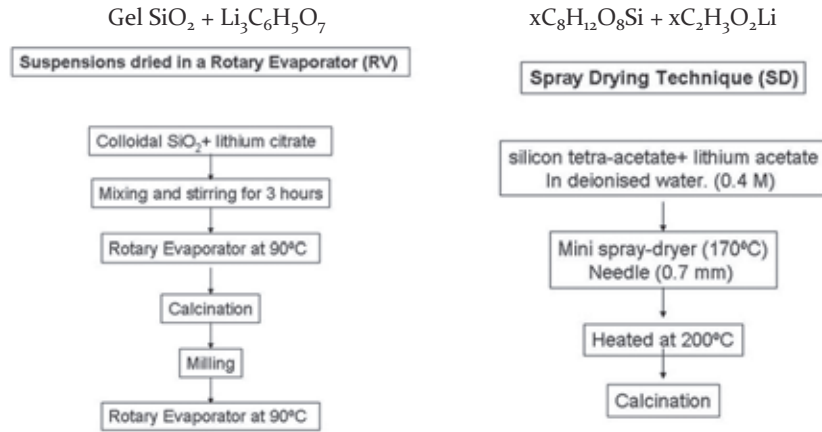 Gel SiO₂ + Li₃C₆H₅O₇
Suspensions dried in a Rotary Evaporator (RV)
Colloidal SiO₂+ lithium citrate
Mixing and stirring for 3 hours
Rotary Evaporator at 90ºC
Calcination
Milling
Rotary Evaporator at 90ºC
xC₈H₁₂O₈Si + xC₂H₃O₂Li
Spray Drying Technique (SD)
silicon tetra-acetate+ lithium acetate
In deionised water. (0.4 M)
Mini spray-dryer (170ºC)
Needle (0.7 mm)
Heated at 200ºC
Calcination